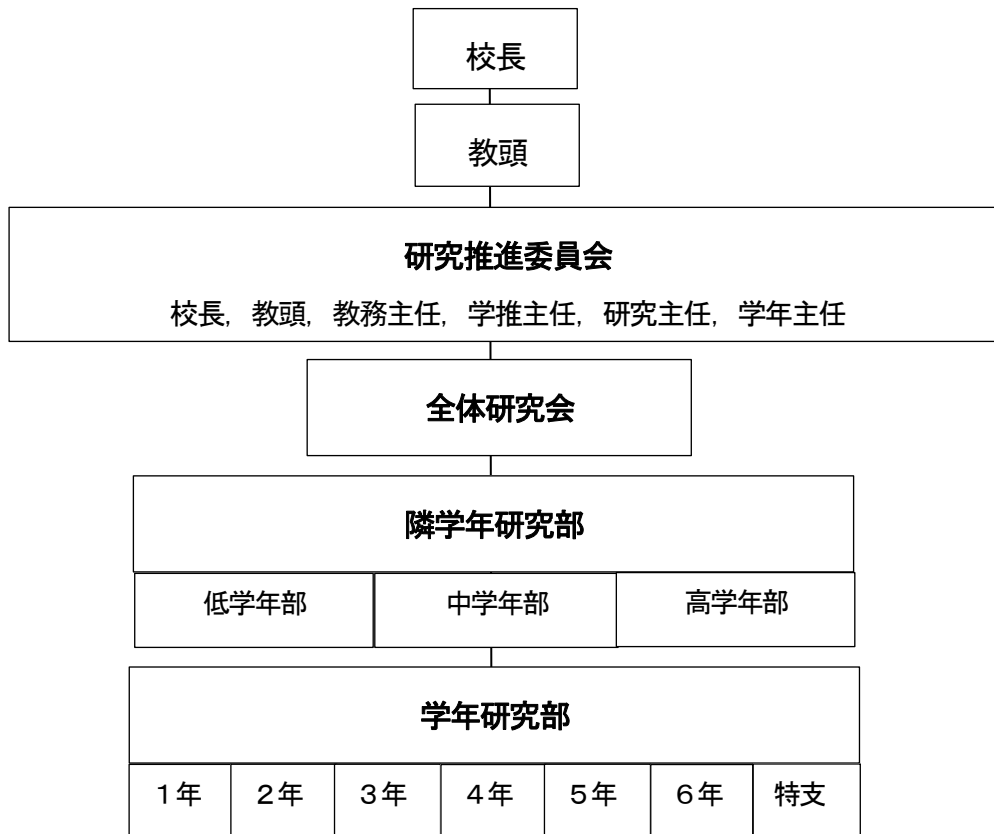 校長
教頭
研究推進委員会
校長，教頭，教務主任，学推主任，研究主任，学年主任
全体研究会
隣学年研究部
低学年部 中学年部 高学年部
学年研究部
１年 ２年 ３年 ４年 ５年 ６年 特支